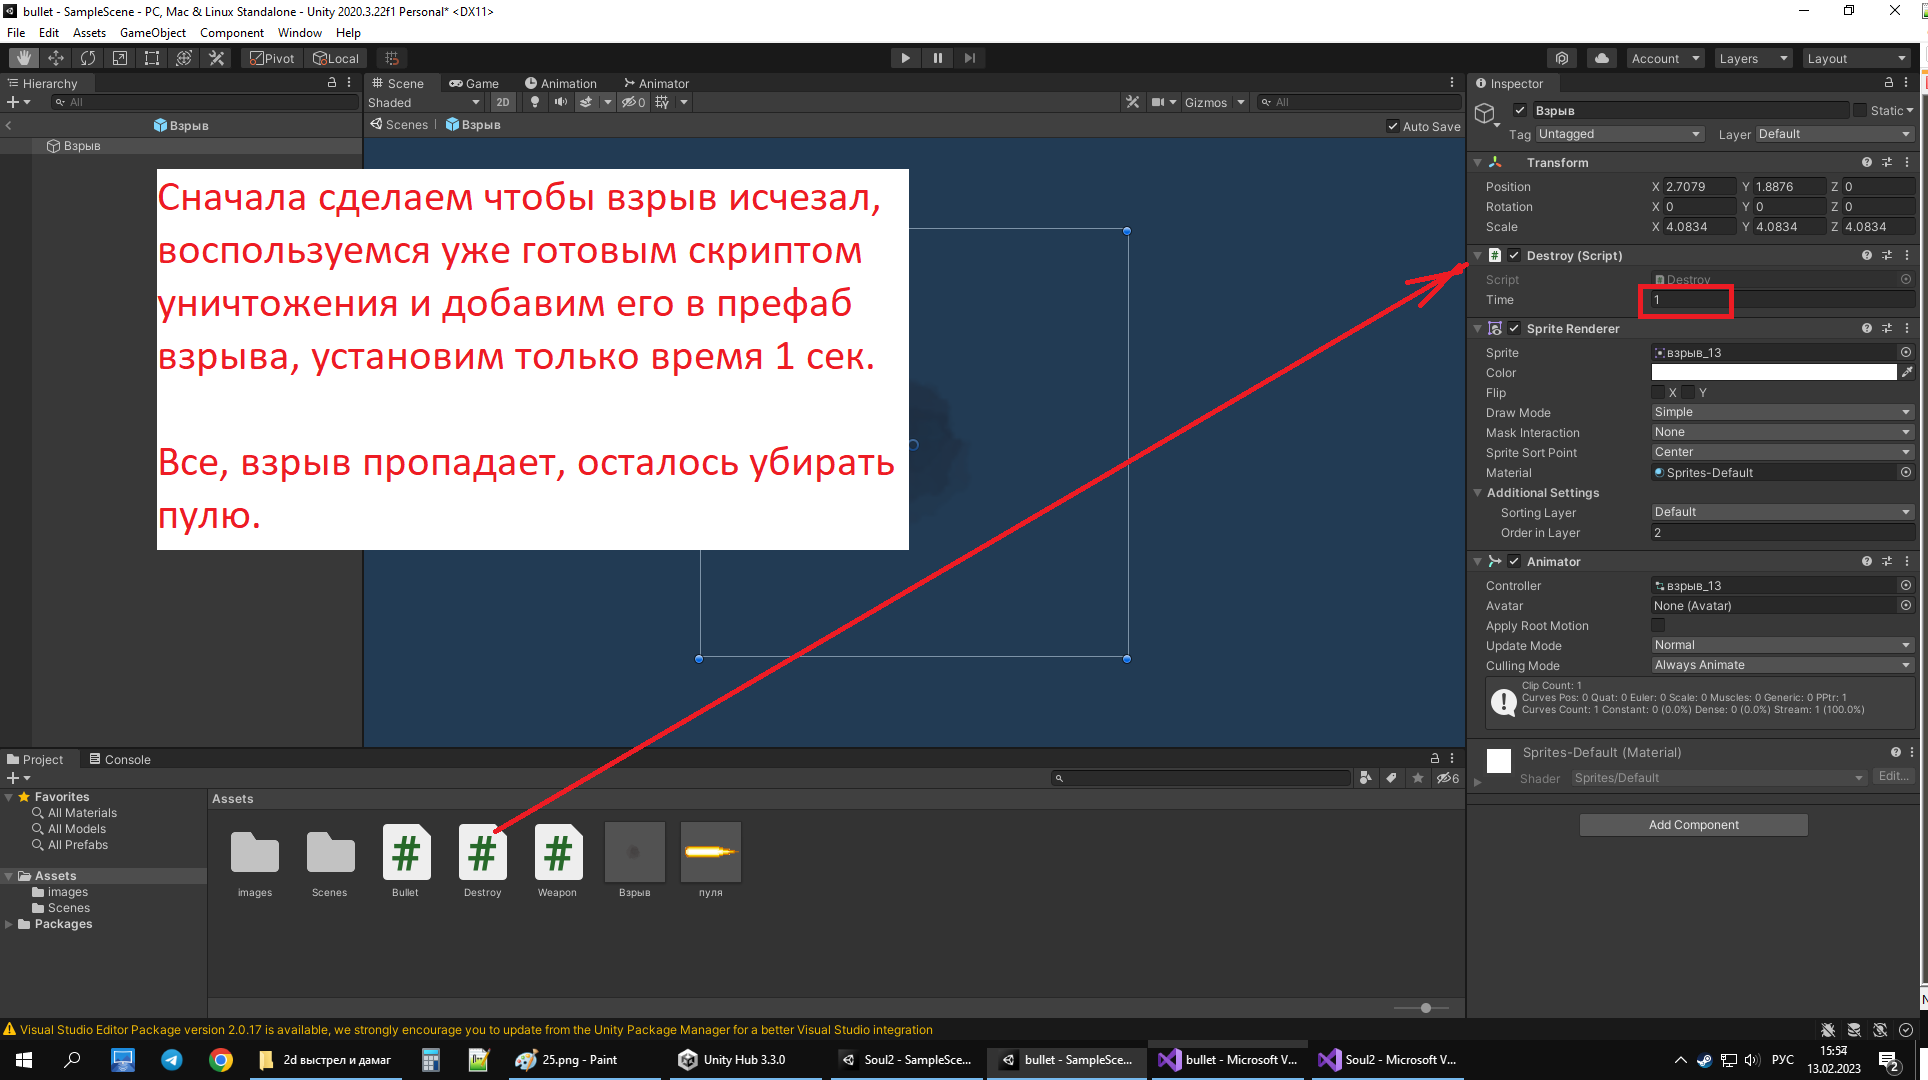 bullet - SampleScene - PC, Mac & Linux Standalone - Unity 2020.3.22f1 Personal* <DX11>
File Edit Assets GameObject Component Window Help
Pivot Local Account Layers Layout
Hierarchy
All
Взрыв
Взрыв
Scene Game Animation Animator
Shaded 2D 0 Gizmos All
Scenes Взрыв Auto Save
Сначала сделаем чтобы взрыв исчезал,
воспользуемся уже готовым скриптом
уничтожения и добавим его в префаб
взрыва, установим только время 1 сек.
Все, взрыв пропадает, осталось убирать
пулю.
Inspector
Взрыв Static
Tag Untagged Layer Default
Transform
Position X 2.7079 Y 1.8876 Z 0
Rotation X 0 Y 0 Z 0
Scale X 4.0834 Y 4.0834 Z 4.0834
Destroy (Script)
Script Destroy
Time 1
Sprite Renderer
Sprite взрыв_13
Color
Flip X Y
Draw Mode Simple
Mask Interaction None
Sprite Sort Point Center
Material Sprites-Default
Additional Settings
Sorting Layer Default
Order in Layer 2
Animator
Controller взрыв_13
Avatar None (Avatar)
Apply Root Motion
Update Mode Normal
Culling Mode Always Animate
Clip Count: 1
Curves Pos: 0 Quat: 0 Euler: 0 Scale: 0 Muscles: 0 Generic: 0 PPtr: 1
Curves Count: 1 Constant: 0 (0.0%) Dense: 0 (0.0%) Stream: 1 (100.0%)
Sprites-Default (Material)
Shader Sprites/Default Edit...
Add Component
Project Console
6
Favorites
All Materials
All Models
All Prefabs
Assets
images
Scenes
Packages
Assets
images Scenes Bullet Destroy Weapon Взрыв пуля
Visual Studio Editor Package version 2.0.17 is available, we strongly encourage you to update from the Unity Package Manager for a better Visual Studio integration
2d выстрел и дамаг 25.png - Paint Unity Hub 3.3.0 Soul2 - SampleSce... bullet - SampleSce... bullet - Microsoft V... Soul2 - Microsoft V... РУС
15:54
13.02.2023
2